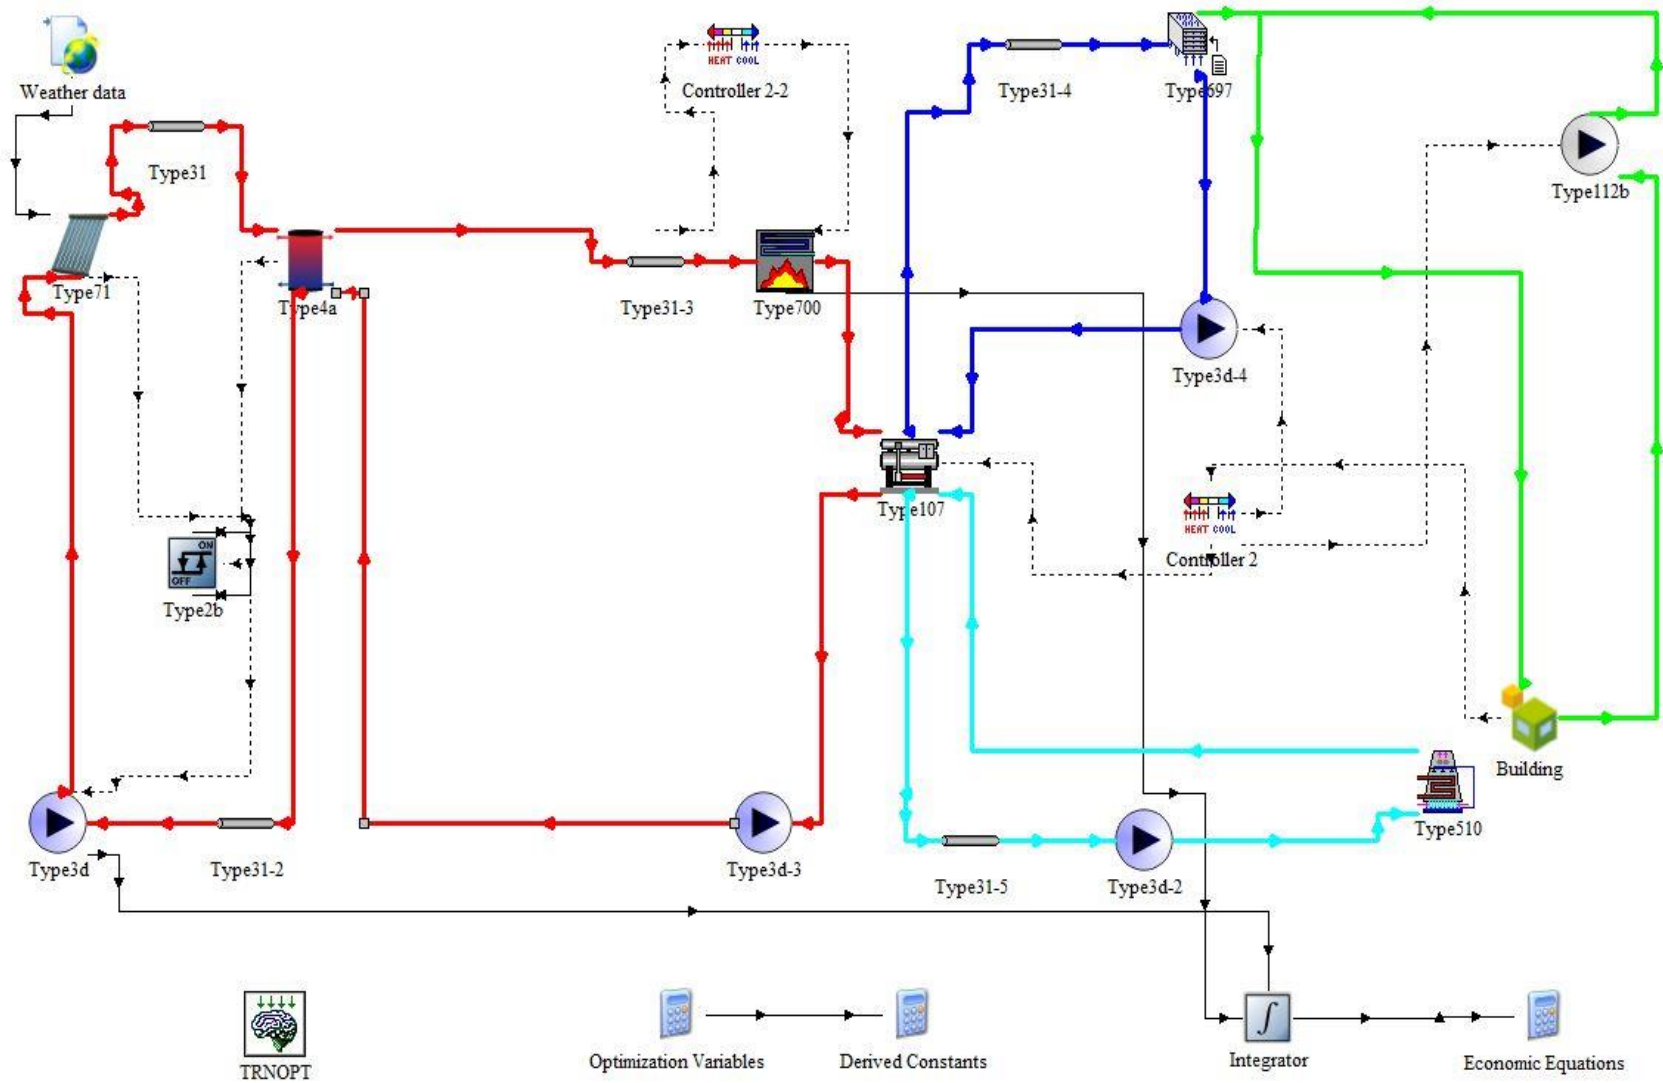 HEAT COOL
Controller 2-2
Type31-4
Type697
Weather data
Type31
Type112b
Type71
Type4a
Type31-3
Type700
Type3d-4
Type107
HEAT COOL
Controller 2
ON
OFF
Type2b
Building
Type510
Type3d
Type31-2
Type3d-3
Type31-5
Type3d-2
TRNOPT
Optimization Variables
Derived Constants
∫
Integrator
Economic Equations